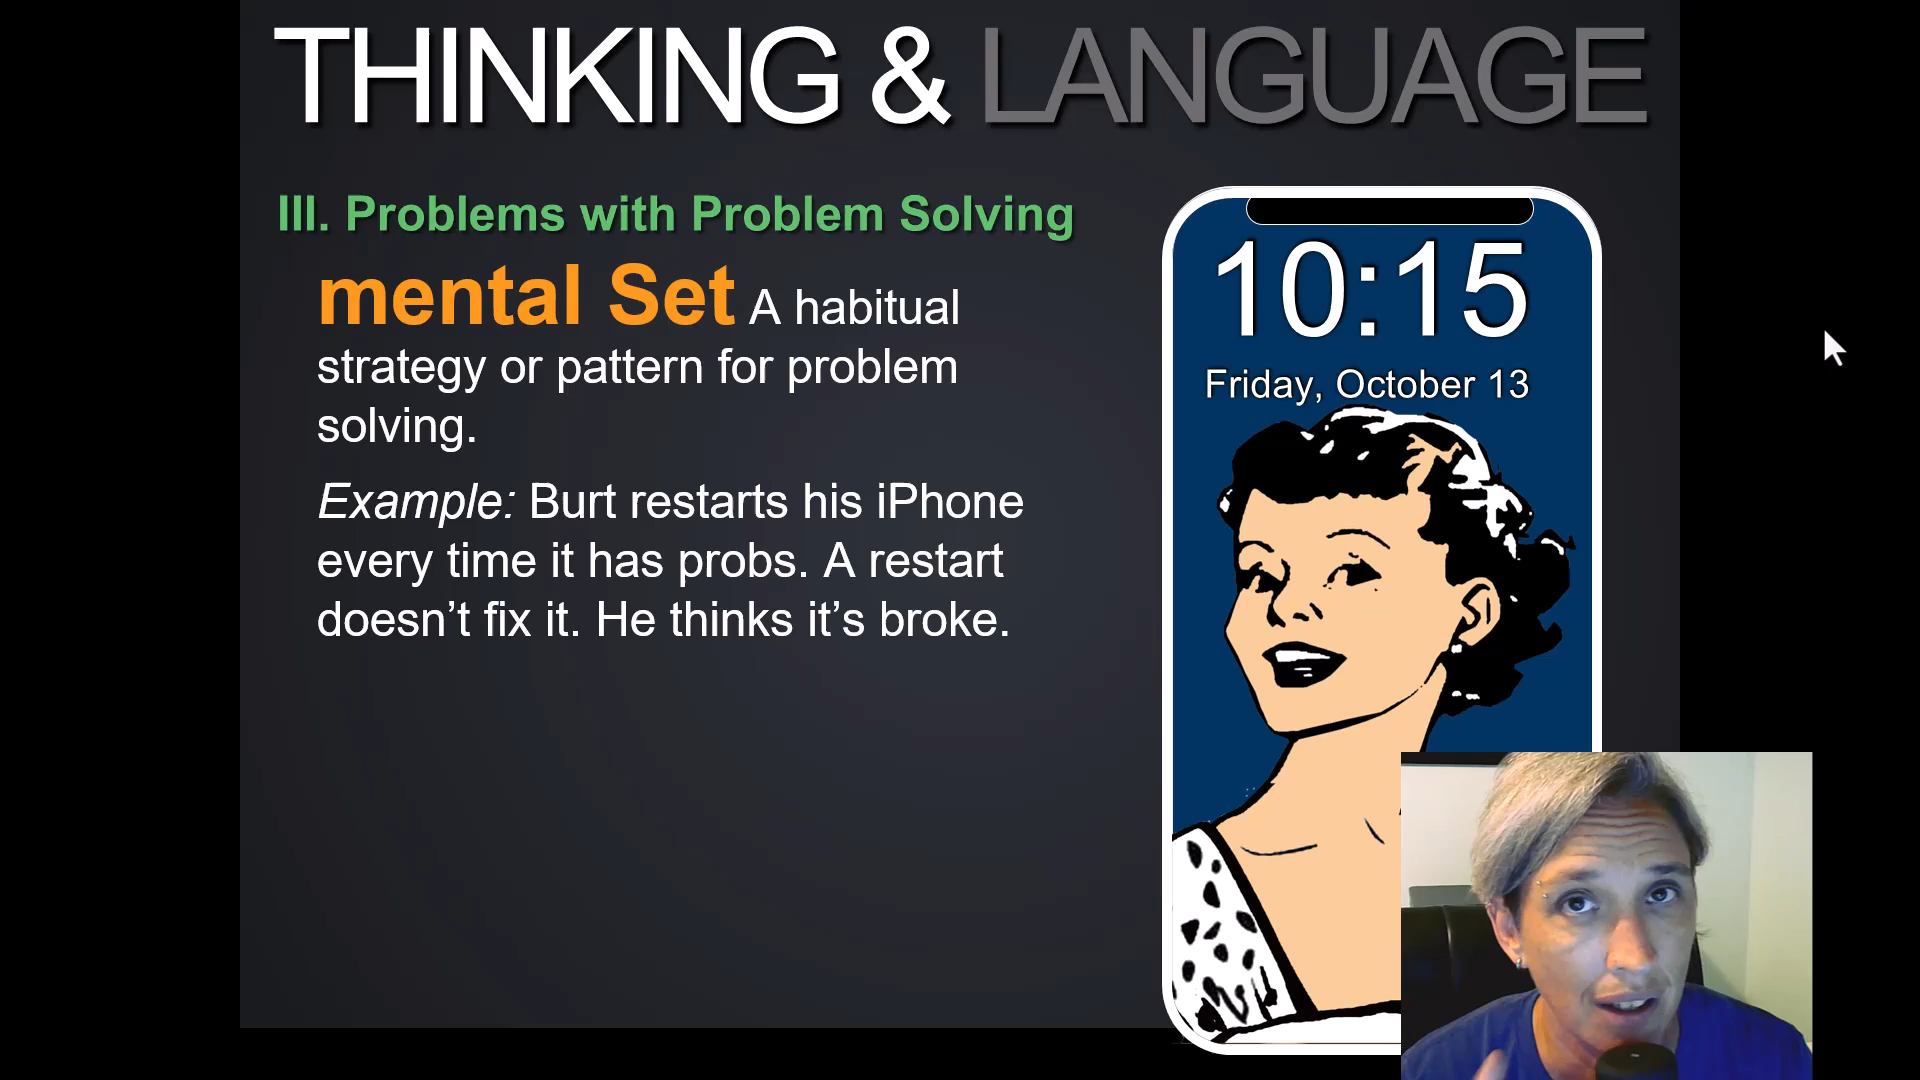 THINKING & LANGUAGE
III. Problems with Problem Solving
mental Set A habitual
strategy or pattern for problem
solving.
Example: Burt restarts his iPhone
every time it has probs. A restart
doesn’t fix it. He thinks it’s broke.
10:15
Friday, October 13